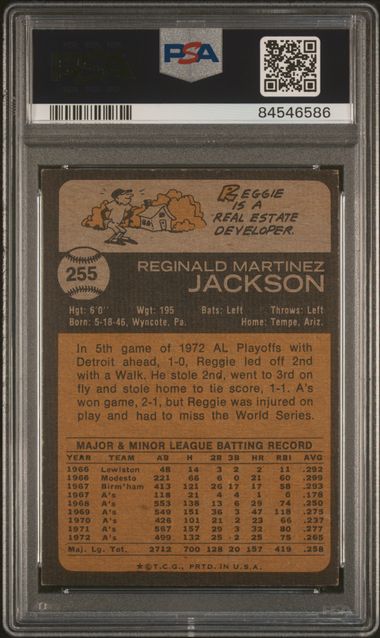 PSA
PSA
84546586
REGGIE
IS A
REAL ESTATE
DEVELOPER.
255
REGINALD MARTINEZ
JACKSON
Hgt: 6'0" Wgt: 195 Bats: Left Throws: Left
Born: 5-18-46, Wyncote, Pa. Home: Tempe, Ariz.
In 5th game of 1972 AL Playoffs with
Detroit ahead, 1-0, Reggie led off 2nd
with a Walk. He stole 2nd, went to 3rd on
fly and stole home to tie score, 1-1. A's
won game, 2-1, but Reggie was injured on
play and had to miss the World Series.
MAJOR & MINOR LEAGUE BATTING RECORD
YEAR TEAM AB H 2B 3B HR RBI AVG
1966 Lewiston 48 14 3 2 2 11 .292
1966 Modesto 221 66 6 0 21 60 .299
1967 Birm'ham 413 121 26 17 17 58 .293
1967 A's 118 21 4 4 1 6 .178
1968 A's 553 138 13 6 29 74 .250
1969 A's 549 151 36 3 47 118 .275
1970 A's 426 101 21 2 23 66 .237
1971 A's 567 157 29 3 32 80 .277
1972 A's 499 132 25 2 25 75 .265
Maj. Lg. Tot. 2712 700 128 20 157 419 .258
★©T.C.G., PRTD. IN U.S.A.